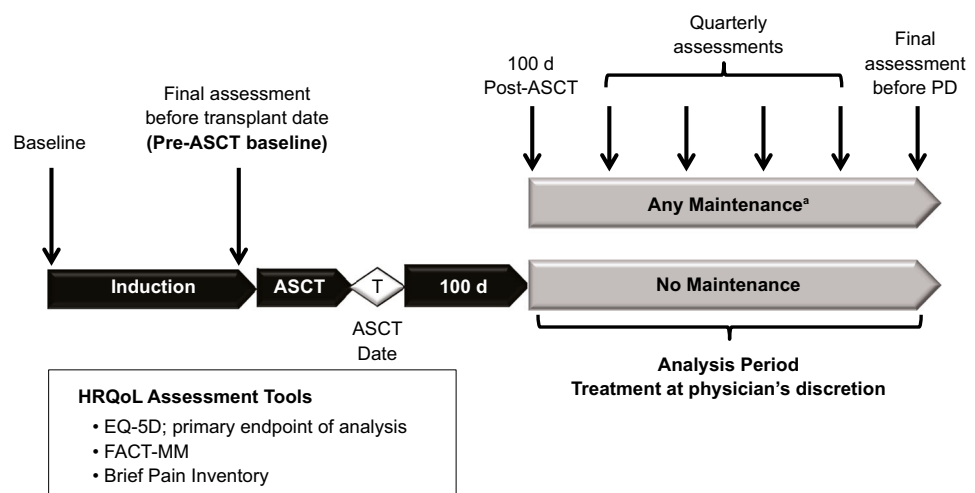 Baseline
Final assessment
before transplant date
(Pre-ASCT baseline)
100 d
Post-ASCT
Quarterly
assessments
Final
assessment
before PD
Any Maintenanceᵃ
Induction
ASCT
T
100 d
No Maintenance
ASCT
Date
Analysis Period
Treatment at physician’s discretion
HRQoL Assessment Tools
• EQ-5D; primary endpoint of analysis
• FACT-MM
• Brief Pain Inventory